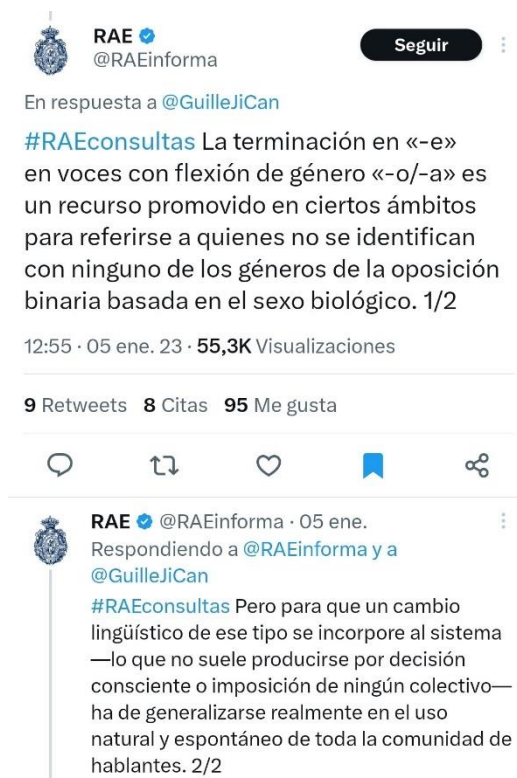 RAE
Seguir
@RAEinforma
En respuesta a @GuilleJiCan
#RAEconsultas La terminación en «-e»
en voces con flexión de género «-o/-a» es
un recurso promovido en ciertos ámbitos
para referirse a quienes no se identifican
con ninguno de los géneros de la oposición
binaria basada en el sexo biológico. 1/2
12:55 · 05 ene. 23 · 55,3K Visualizaciones
9 Retweets 8 Citas 95 Me gusta
RAE @RAEinforma · 05 ene.
Respondiendo a @RAEinforma y a
@GuilleJiCan
#RAEconsultas Pero para que un cambio
lingüístico de ese tipo se incorpore al sistema
—lo que no suele producirse por decisión
consciente o imposición de ningún colectivo—
ha de generalizarse realmente en el uso
natural y espontáneo de toda la comunidad de
hablantes. 2/2